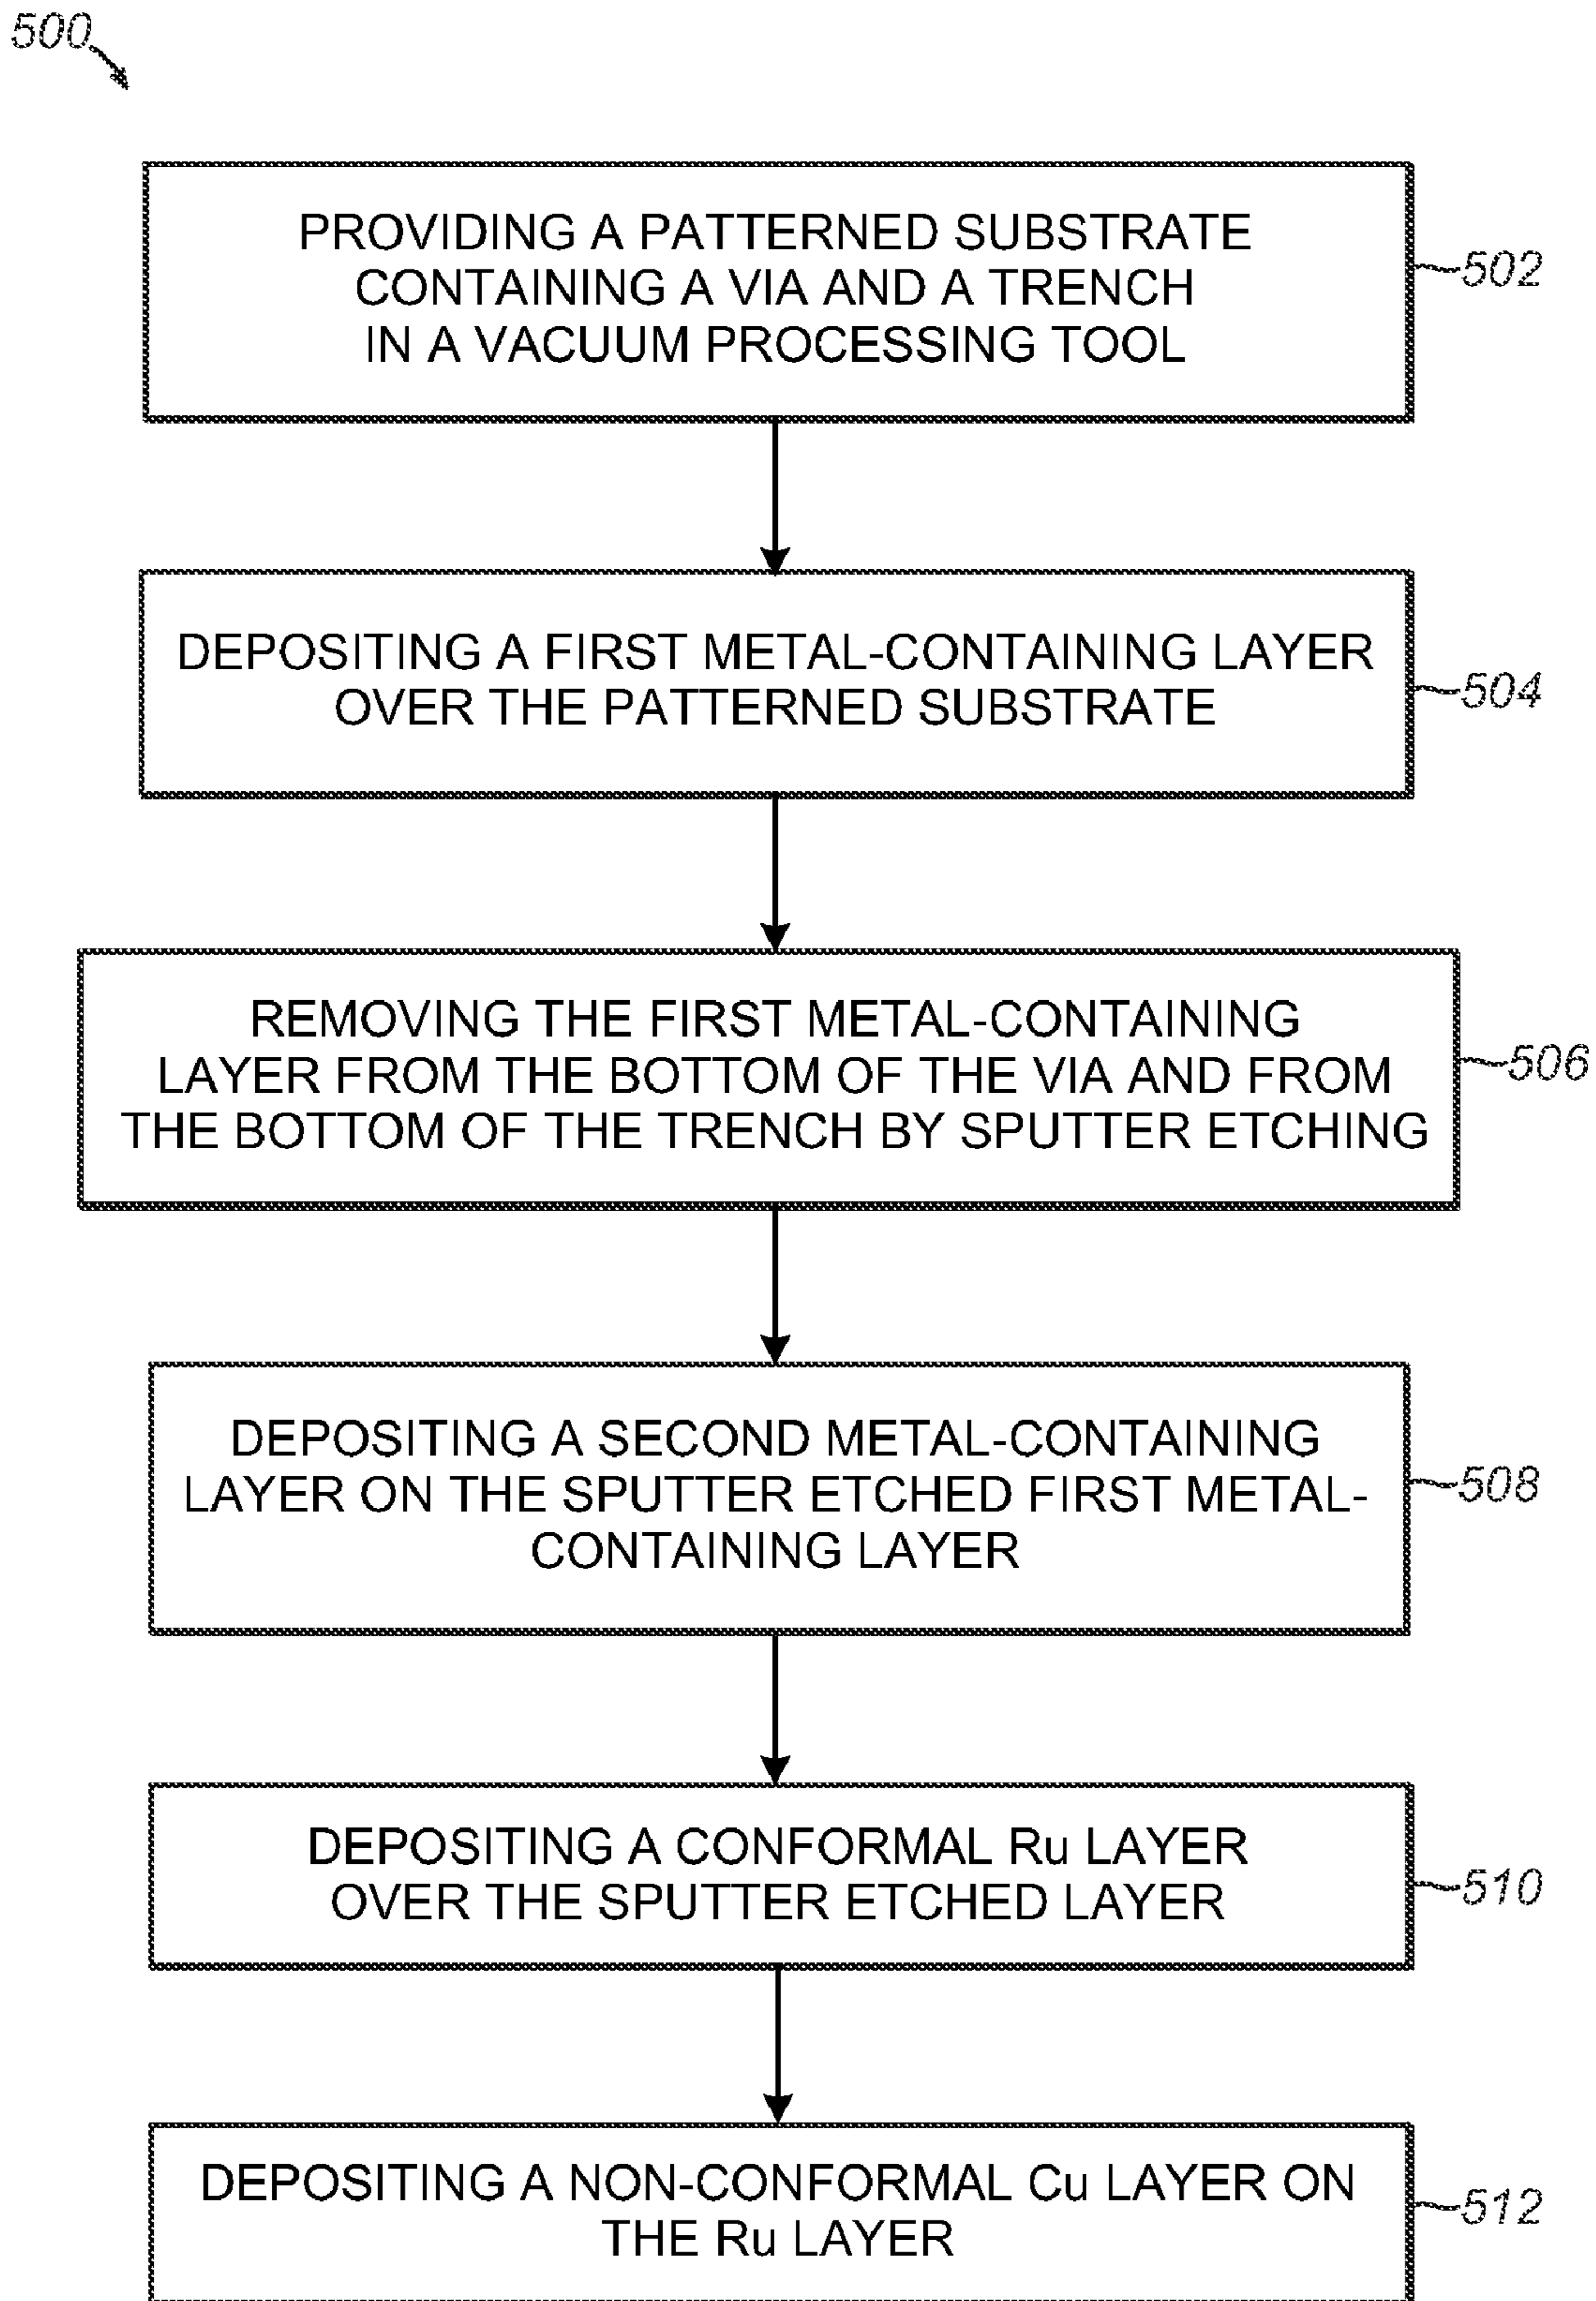 500
PROVIDING A PATTERNED SUBSTRATE
CONTAINING A VIA AND A TRENCH
IN A VACUUM PROCESSING TOOL
502
DEPOSITING A FIRST METAL-CONTAINING LAYER
OVER THE PATTERNED SUBSTRATE
504
REMOVING THE FIRST METAL-CONTAINING
LAYER FROM THE BOTTOM OF THE VIA AND FROM
THE BOTTOM OF THE TRENCH BY SPUTTER ETCHING
506
DEPOSITING A SECOND METAL-CONTAINING
LAYER ON THE SPUTTER ETCHED FIRST METAL-
CONTAINING LAYER
508
DEPOSITING A CONFORMAL Ru LAYER
OVER THE SPUTTER ETCHED LAYER
510
DEPOSITING A NON-CONFORMAL Cu LAYER ON
THE Ru LAYER
512